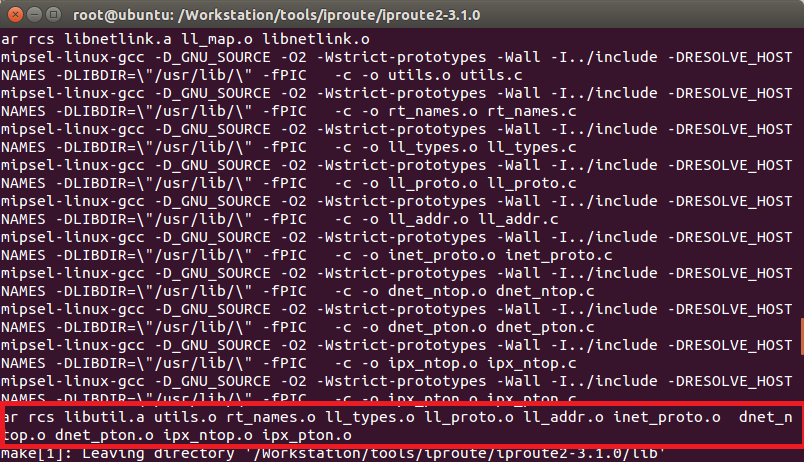 root@ubuntu: /Workstation/tools/iproute/iproute2-3.1.0
ar rcs libnetlink.a ll_map.o libnetlink.o
mipsel-linux-gcc -D_GNU_SOURCE -O2 -Wstrict-prototypes -Wall -I../include -DRESOLVE_HOST
NAMES -DLIBDIR=\"/usr/lib/\" -fPIC   -c -o utils.o utils.c
mipsel-linux-gcc -D_GNU_SOURCE -O2 -Wstrict-prototypes -Wall -I../include -DRESOLVE_HOST
NAMES -DLIBDIR=\"/usr/lib/\" -fPIC   -c -o rt_names.o rt_names.c
mipsel-linux-gcc -D_GNU_SOURCE -O2 -Wstrict-prototypes -Wall -I../include -DRESOLVE_HOST
NAMES -DLIBDIR=\"/usr/lib/\" -fPIC   -c -o ll_types.o ll_types.c
mipsel-linux-gcc -D_GNU_SOURCE -O2 -Wstrict-prototypes -Wall -I../include -DRESOLVE_HOST
NAMES -DLIBDIR=\"/usr/lib/\" -fPIC   -c -o ll_proto.o ll_proto.c
mipsel-linux-gcc -D_GNU_SOURCE -O2 -Wstrict-prototypes -Wall -I../include -DRESOLVE_HOST
NAMES -DLIBDIR=\"/usr/lib/\" -fPIC   -c -o ll_addr.o ll_addr.c
mipsel-linux-gcc -D_GNU_SOURCE -O2 -Wstrict-prototypes -Wall -I../include -DRESOLVE_HOST
NAMES -DLIBDIR=\"/usr/lib/\" -fPIC   -c -o inet_proto.o inet_proto.c
mipsel-linux-gcc -D_GNU_SOURCE -O2 -Wstrict-prototypes -Wall -I../include -DRESOLVE_HOST
NAMES -DLIBDIR=\"/usr/lib/\" -fPIC   -c -o dnet_ntop.o dnet_ntop.c
mipsel-linux-gcc -D_GNU_SOURCE -O2 -Wstrict-prototypes -Wall -I../include -DRESOLVE_HOST
NAMES -DLIBDIR=\"/usr/lib/\" -fPIC   -c -o dnet_pton.o dnet_pton.c
mipsel-linux-gcc -D_GNU_SOURCE -O2 -Wstrict-prototypes -Wall -I../include -DRESOLVE_HOST
NAMES -DLIBDIR=\"/usr/lib/\" -fPIC   -c -o ipx_ntop.o ipx_ntop.c
mipsel-linux-gcc -D_GNU_SOURCE -O2 -Wstrict-prototypes -Wall -I../include -DRESOLVE_HOST
NAMES -DLIBDIR=\"/usr/lib/\" -fPIC   -c -o ipx_pton.o ipx_pton.c
ar rcs libutil.a utils.o rt_names.o ll_types.o ll_proto.o ll_addr.o inet_proto.o  dnet_n
top.o dnet_pton.o ipx_ntop.o ipx_pton.o
make[1]: Leaving directory '/Workstation/tools/iproute/iproute2-3.1.0/lib'